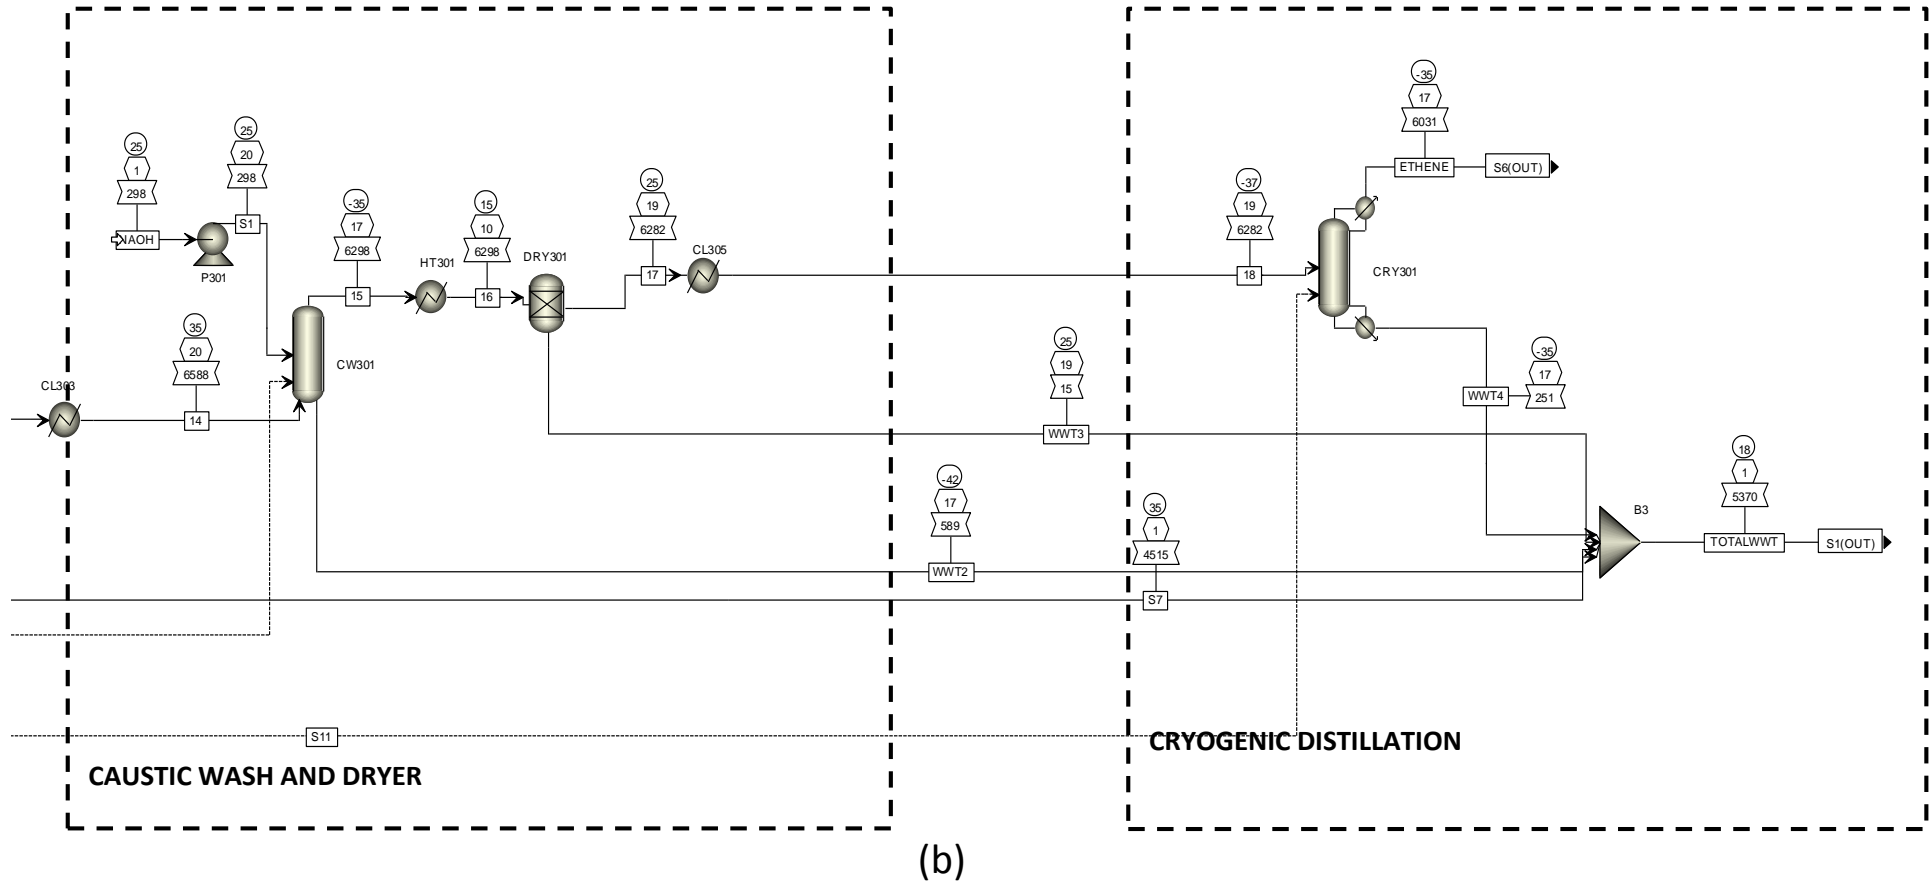 -35
17
6031
ETHENE
S6(OUT)
25
1
298
NAOH
P301
25
20
298
S1
-35
17
6298
15
HT301
15
10
6298
16
DRY301
25
19
6282
17
CL305
-37
19
6282
18
CRY301
35
20
6588
14
CL303
CW301
25
19
15
WWT3
-35
17
251
WWT4
-42
17
589
WWT2
35
1
4515
S7
18
1
5370
TOTALWWT
B3
S1(OUT)
S11
CAUSTIC WASH AND DRYER
CRYOGENIC DISTILLATION
(b)